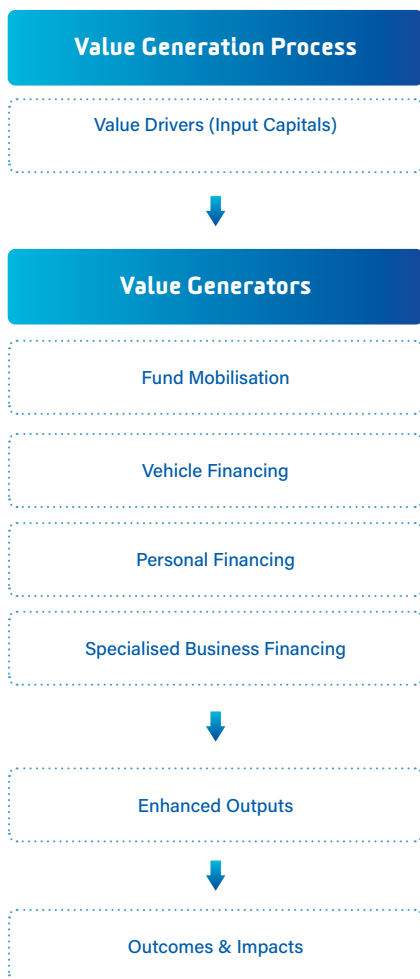 Value Generation Process
Value Drivers (Input Capitals)
Value Generators
Fund Mobilisation
Vehicle Financing
Personal Financing
Specialised Business Financing
Enhanced Outputs
Outcomes & Impacts